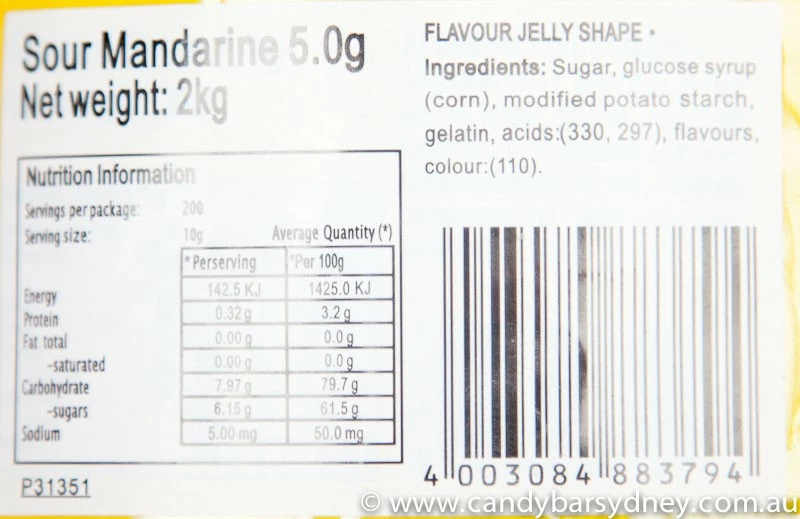 Sour Mandarine 5.0g
Net weight: 2kg
Nutrition Information
Servings per package: 200
Serving size: 10g Average Quantity (*)
*Perserving *Per 100g
Energy 142.5 KJ 1425.0 KJ
Protein 0.32 g 3.2 g
Fat total 0.00 g 0.0 g
-saturated 0.00 g 0.0 g
Carbohydrate 7.97 g 79.7 g
-sugars 6.15 g 61.5 g
Sodium 5.00 mg 50.0 mg
P31351
FLAVOUR JELLY SHAPE •
Ingredients: Sugar, glucose syrup
(corn), modified potato starch,
gelatin, acids:(330, 297), flavours,
colour:(110).
4 003084 883794
© www.candybarsydney.com.au